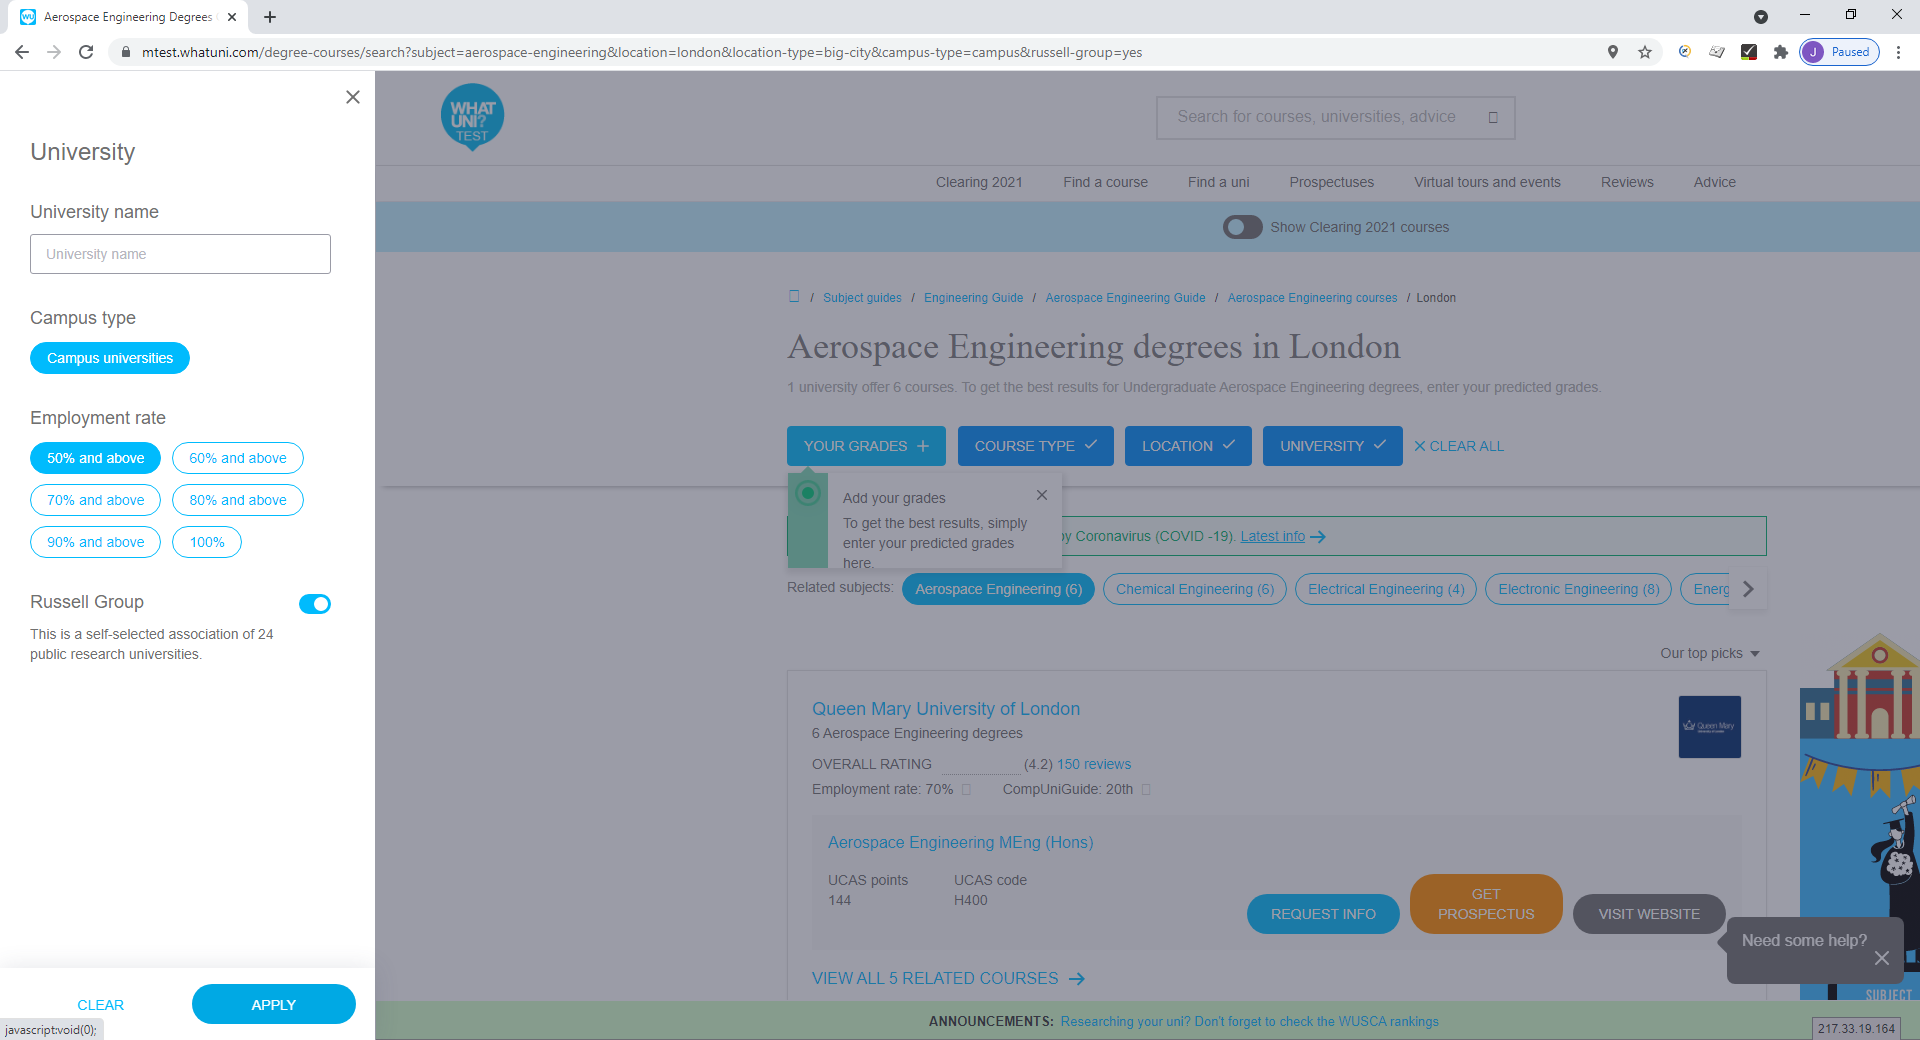 Aerospace Engineering Degrees
mtest.whatuni.com/degree-courses/search?subject=aerospace-engineering&location=london&location-type=big-city&campus-type=campus&russell-group=yes
J Paused
University
University name
University name
Campus type
Campus universities
Employment rate
50% and above 60% and above
70% and above 80% and above
90% and above 100%
Russell Group
This is a self-selected association of 24
public research universities.
CLEAR APPLY
javascript:void(0);
WHAT
UNI?
TEST
Search for courses, universities, advice
Clearing 2021 Find a course Find a uni Prospectuses Virtual tours and events Reviews Advice
Show Clearing 2021 courses
/ Subject guides / Engineering Guide / Aerospace Engineering Guide / Aerospace Engineering courses / London
Aerospace Engineering degrees in London
1 university offer 6 courses. To get the best results for Undergraduate Aerospace Engineering degrees, enter your predicted grades.
YOUR GRADES COURSE TYPE LOCATION UNIVERSITY CLEAR ALL
Add your grades
To get the best results, simply
enter your predicted grades
here.
by Coronavirus (COVID -19). Latest info
Related subjects: Aerospace Engineering (6) Chemical Engineering (6) Electrical Engineering (4) Electronic Engineering (8) Energ
Our top picks
Queen Mary University of London
6 Aerospace Engineering degrees
OVERALL RATING (4.2) 150 reviews
Employment rate: 70% CompUniGuide: 20th
Queen Mary
Aerospace Engineering MEng (Hons)
UCAS points UCAS code
144 H400
REQUEST INFO GET PROSPECTUS VISIT WEBSITE
VIEW ALL 5 RELATED COURSES
Need some help?
SUBJECT
ANNOUNCEMENTS: Researching your uni? Don't forget to check the WUSCA rankings
217.33.19.164